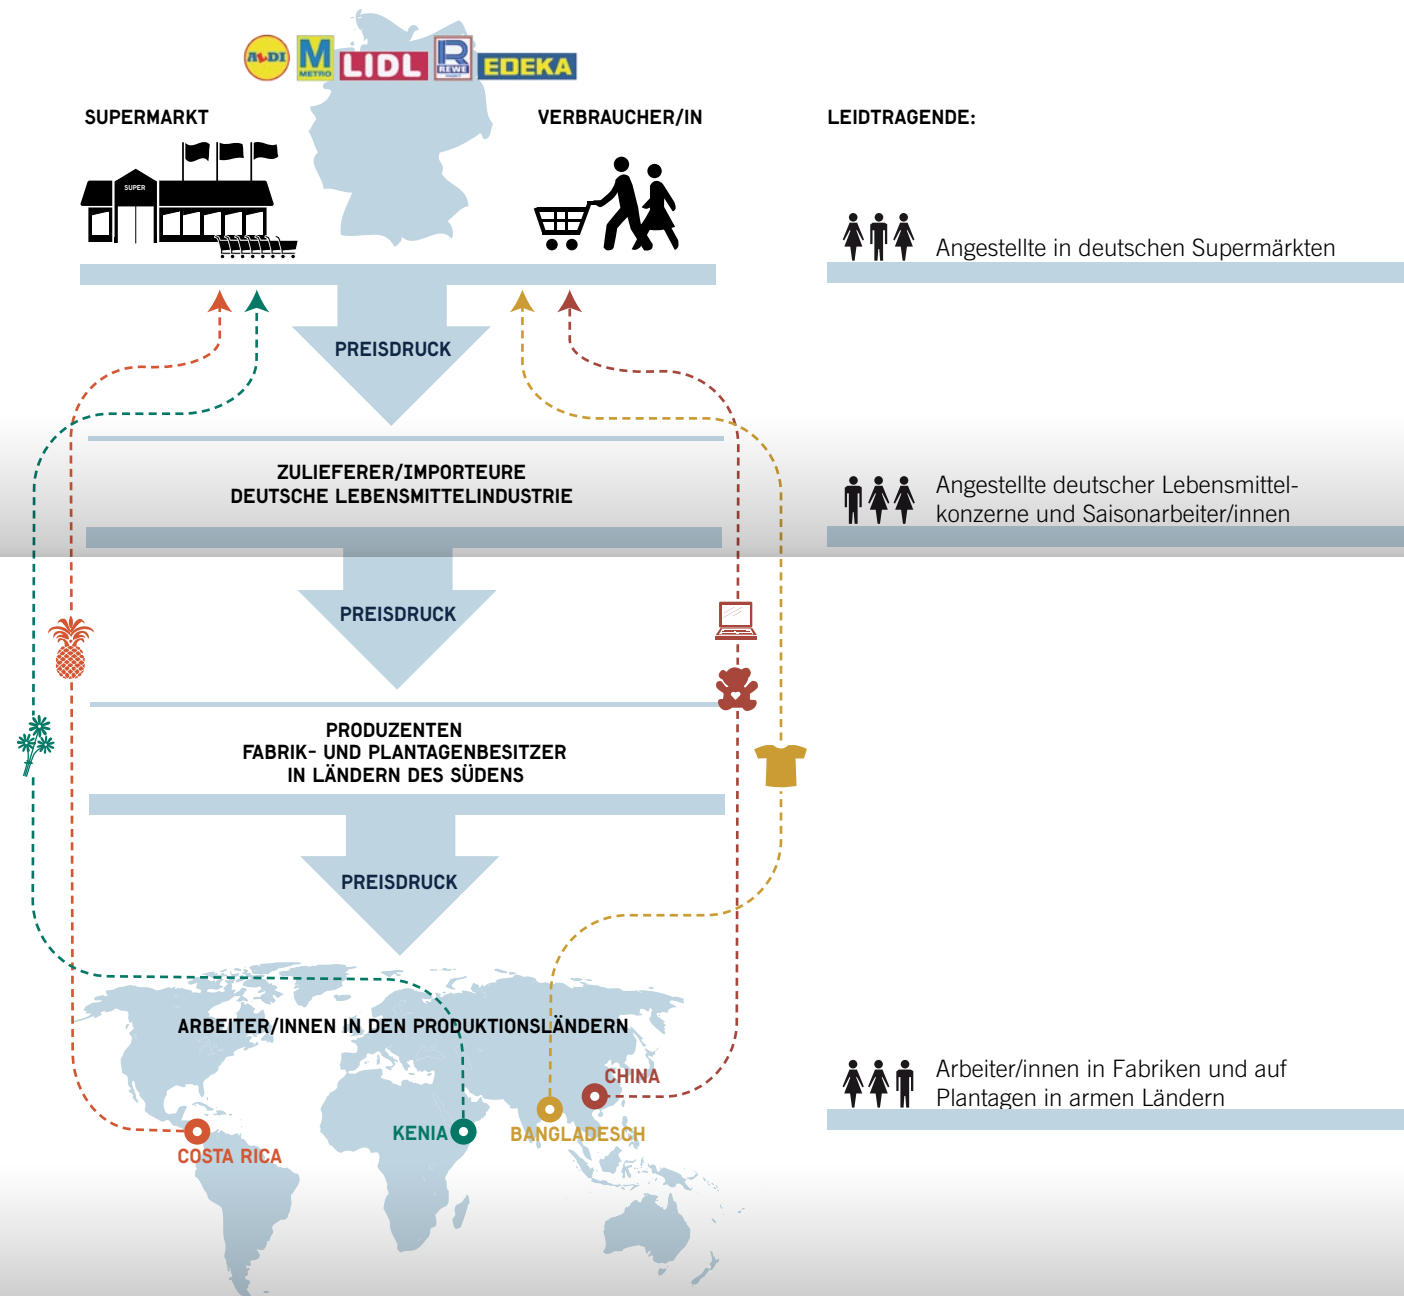 ALDI
M
METRO
LIDL
R
REWE
EDEKA
SUPERMARKT
VERBRAUCHER/IN
LEIDTRAGENDE:
SUPER
Angestellte in deutschen Supermärkten
PREISDRUCK
ZULIEFERER/IMPORTEURE
DEUTSCHE LEBENSMITTELINDUSTRIE
Angestellte deutscher Lebensmittel-
konzerne und Saisonarbeiter/innen
PREISDRUCK
PRODUZENTEN
FABRIK- UND PLANTAGENBESITZER
IN LÄNDERN DES SÜDENS
PREISDRUCK
ARBEITER/INNEN IN DEN PRODUKTIONSLÄNDERN
Arbeiter/innen in Fabriken und auf
Plantagen in armen Ländern
CHINA
KENIA
BANGLADESCH
COSTA RICA